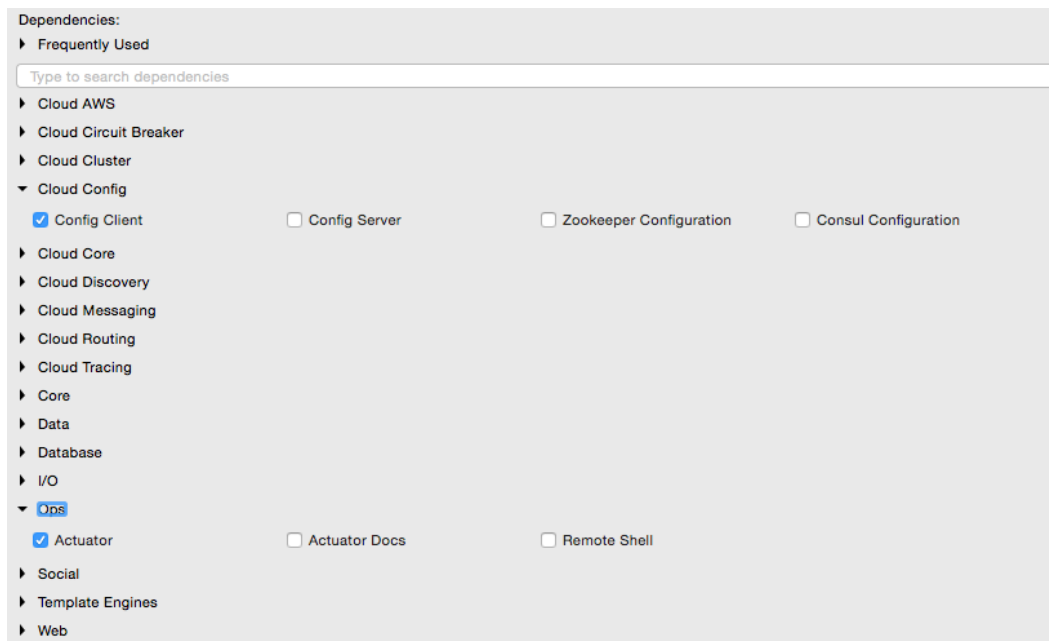 Dependencies:
Frequently Used
Type to search dependencies
Cloud AWS
Cloud Circuit Breaker
Cloud Cluster
Cloud Config
Config Client Config Server Zookeeper Configuration Consul Configuration
Cloud Core
Cloud Discovery
Cloud Messaging
Cloud Routing
Cloud Tracing
Core
Data
Database
I/O
Ops
Actuator Actuator Docs Remote Shell
Social
Template Engines
Web